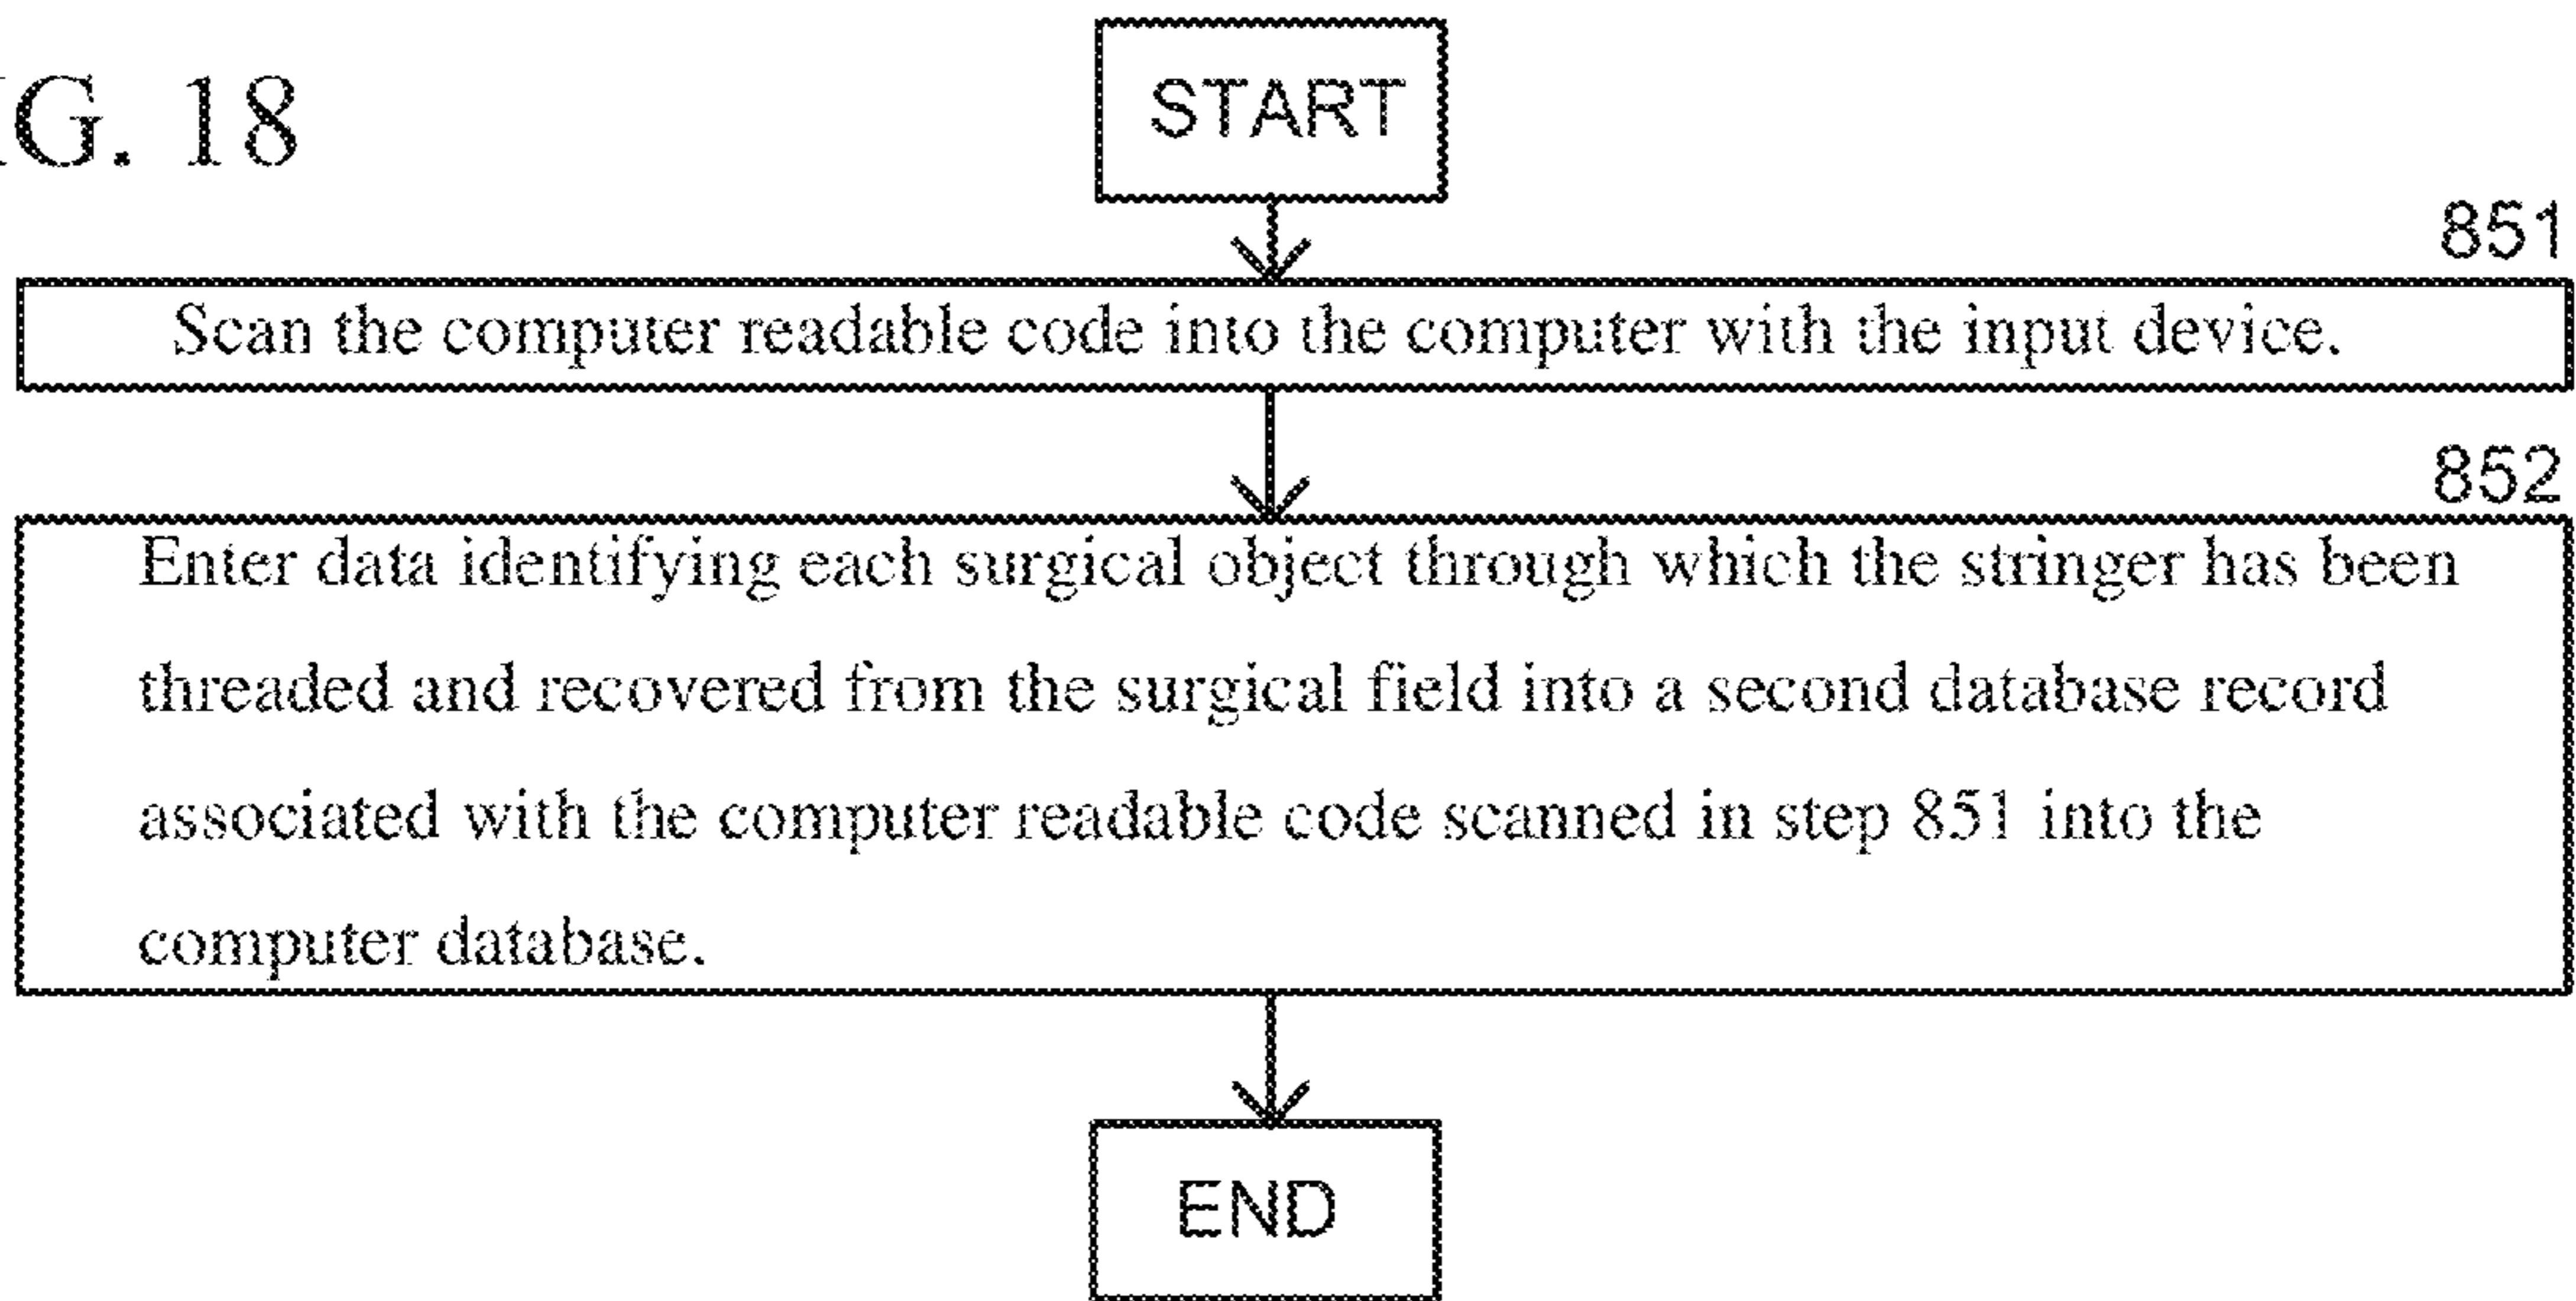 IG. 18
START
851
Scan the computer readable code into the computer with the input device.
852
Enter data identifying each surgical object through which the stringer has been
threaded and recovered from the surgical field into a second database record
associated with the computer readable code scanned in step 851 into the
computer database.
END